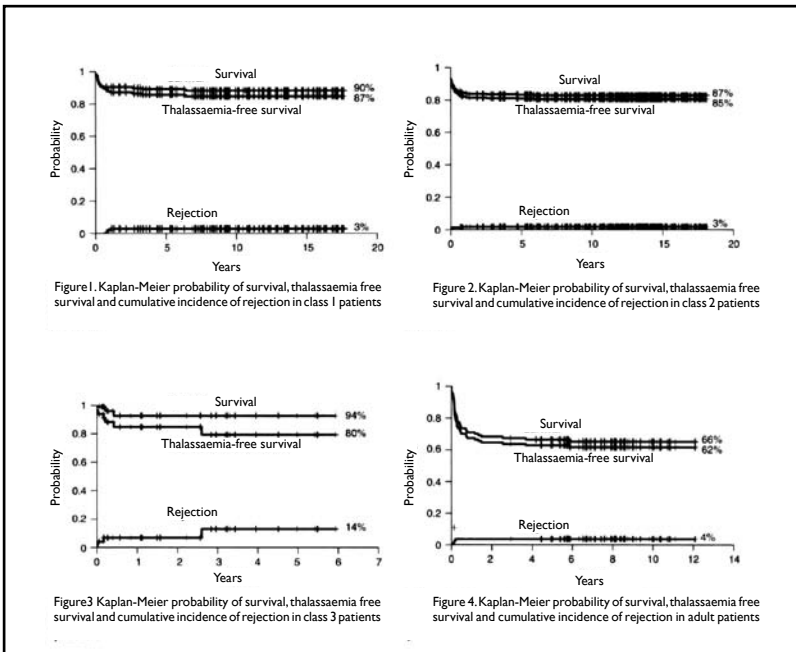 Survival
1
90%
87%
0.8
Thalassaemia-free survival
0.6
Probability
0.4
0.2
Rejection
3%
0
0 5 10 15 20
Years
Figure1. Kaplan-Meier probability of survival, thalassaemia free
survival and cumulative incidence of rejection in class 1 patients
1
Survival
87%
85%
0.8
Thalassaemia-free survival
0.6
Probability
0.4
0.2
Rejection
3%
0
0 5 10 15 20
Years
Figure 2. Kaplan-Meier probability of survival, thalassaemia free
survival and cumulative incidence of rejection in class 2 patients
1
Survival
94%
0.8
80%
Thalassaemia-free survival
0.6
Probability
0.4
Rejection
0.2
14%
0
0 1 2 3 4 5 6 7
Years
Figure3 Kaplan-Meier probability of survival, thalassaemia free
survival and cumulative incidence of rejection in class 3 patients
1
0.8
Survival
66%
62%
0.6
Thalassaemia-free survival
Probability
0.4
0.2
Rejection
4%
0
0 2 4 6 8 10 12 14
Years
Figure 4. Kaplan-Meier probability of survival, thalassaemia free
survival and cumulative incidence of rejection in adult patients